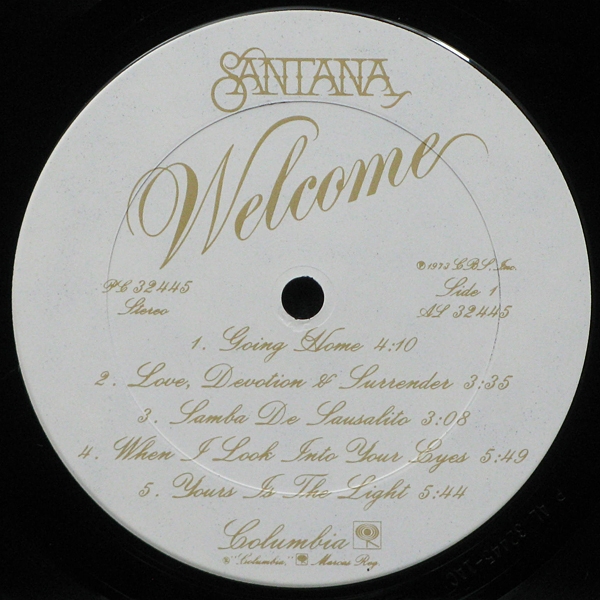 SANTANA
Welcome
℗ 1973 CBS, Inc.
PC 32445
Side 1
Stereo
AL 32445
1. Going Home 4:10
2. Love, Devotion & Surrender 3:35
3. Samba De Sausalito 3:08
4. When I Look Into Your Eyes 5:49
5. Yours Is The Light 5:44
Columbia
® "Columbia," Marcas Reg.